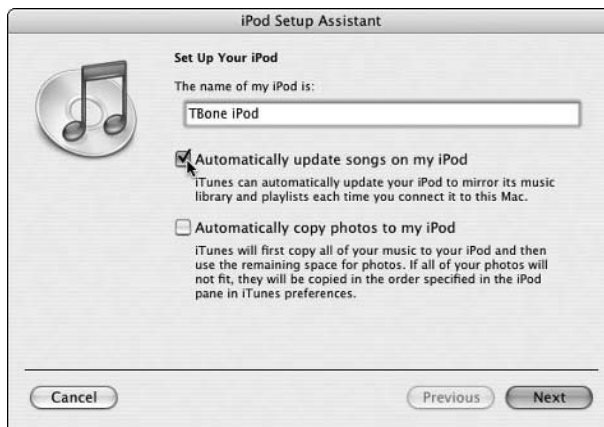 iPod Setup Assistant
Set Up Your iPod
The name of my iPod is:
TBone iPod
Automatically update songs on my iPod
iTunes can automatically update your iPod to mirror its music
library and playlists each time you connect it to this Mac.
Automatically copy photos to my iPod
iTunes will first copy all of your music to your iPod and then
use the remaining space for photos. If all of your photos will
not fit, they will be copied in the order specified in the iPod
pane in iTunes preferences.
Cancel
Previous
Next